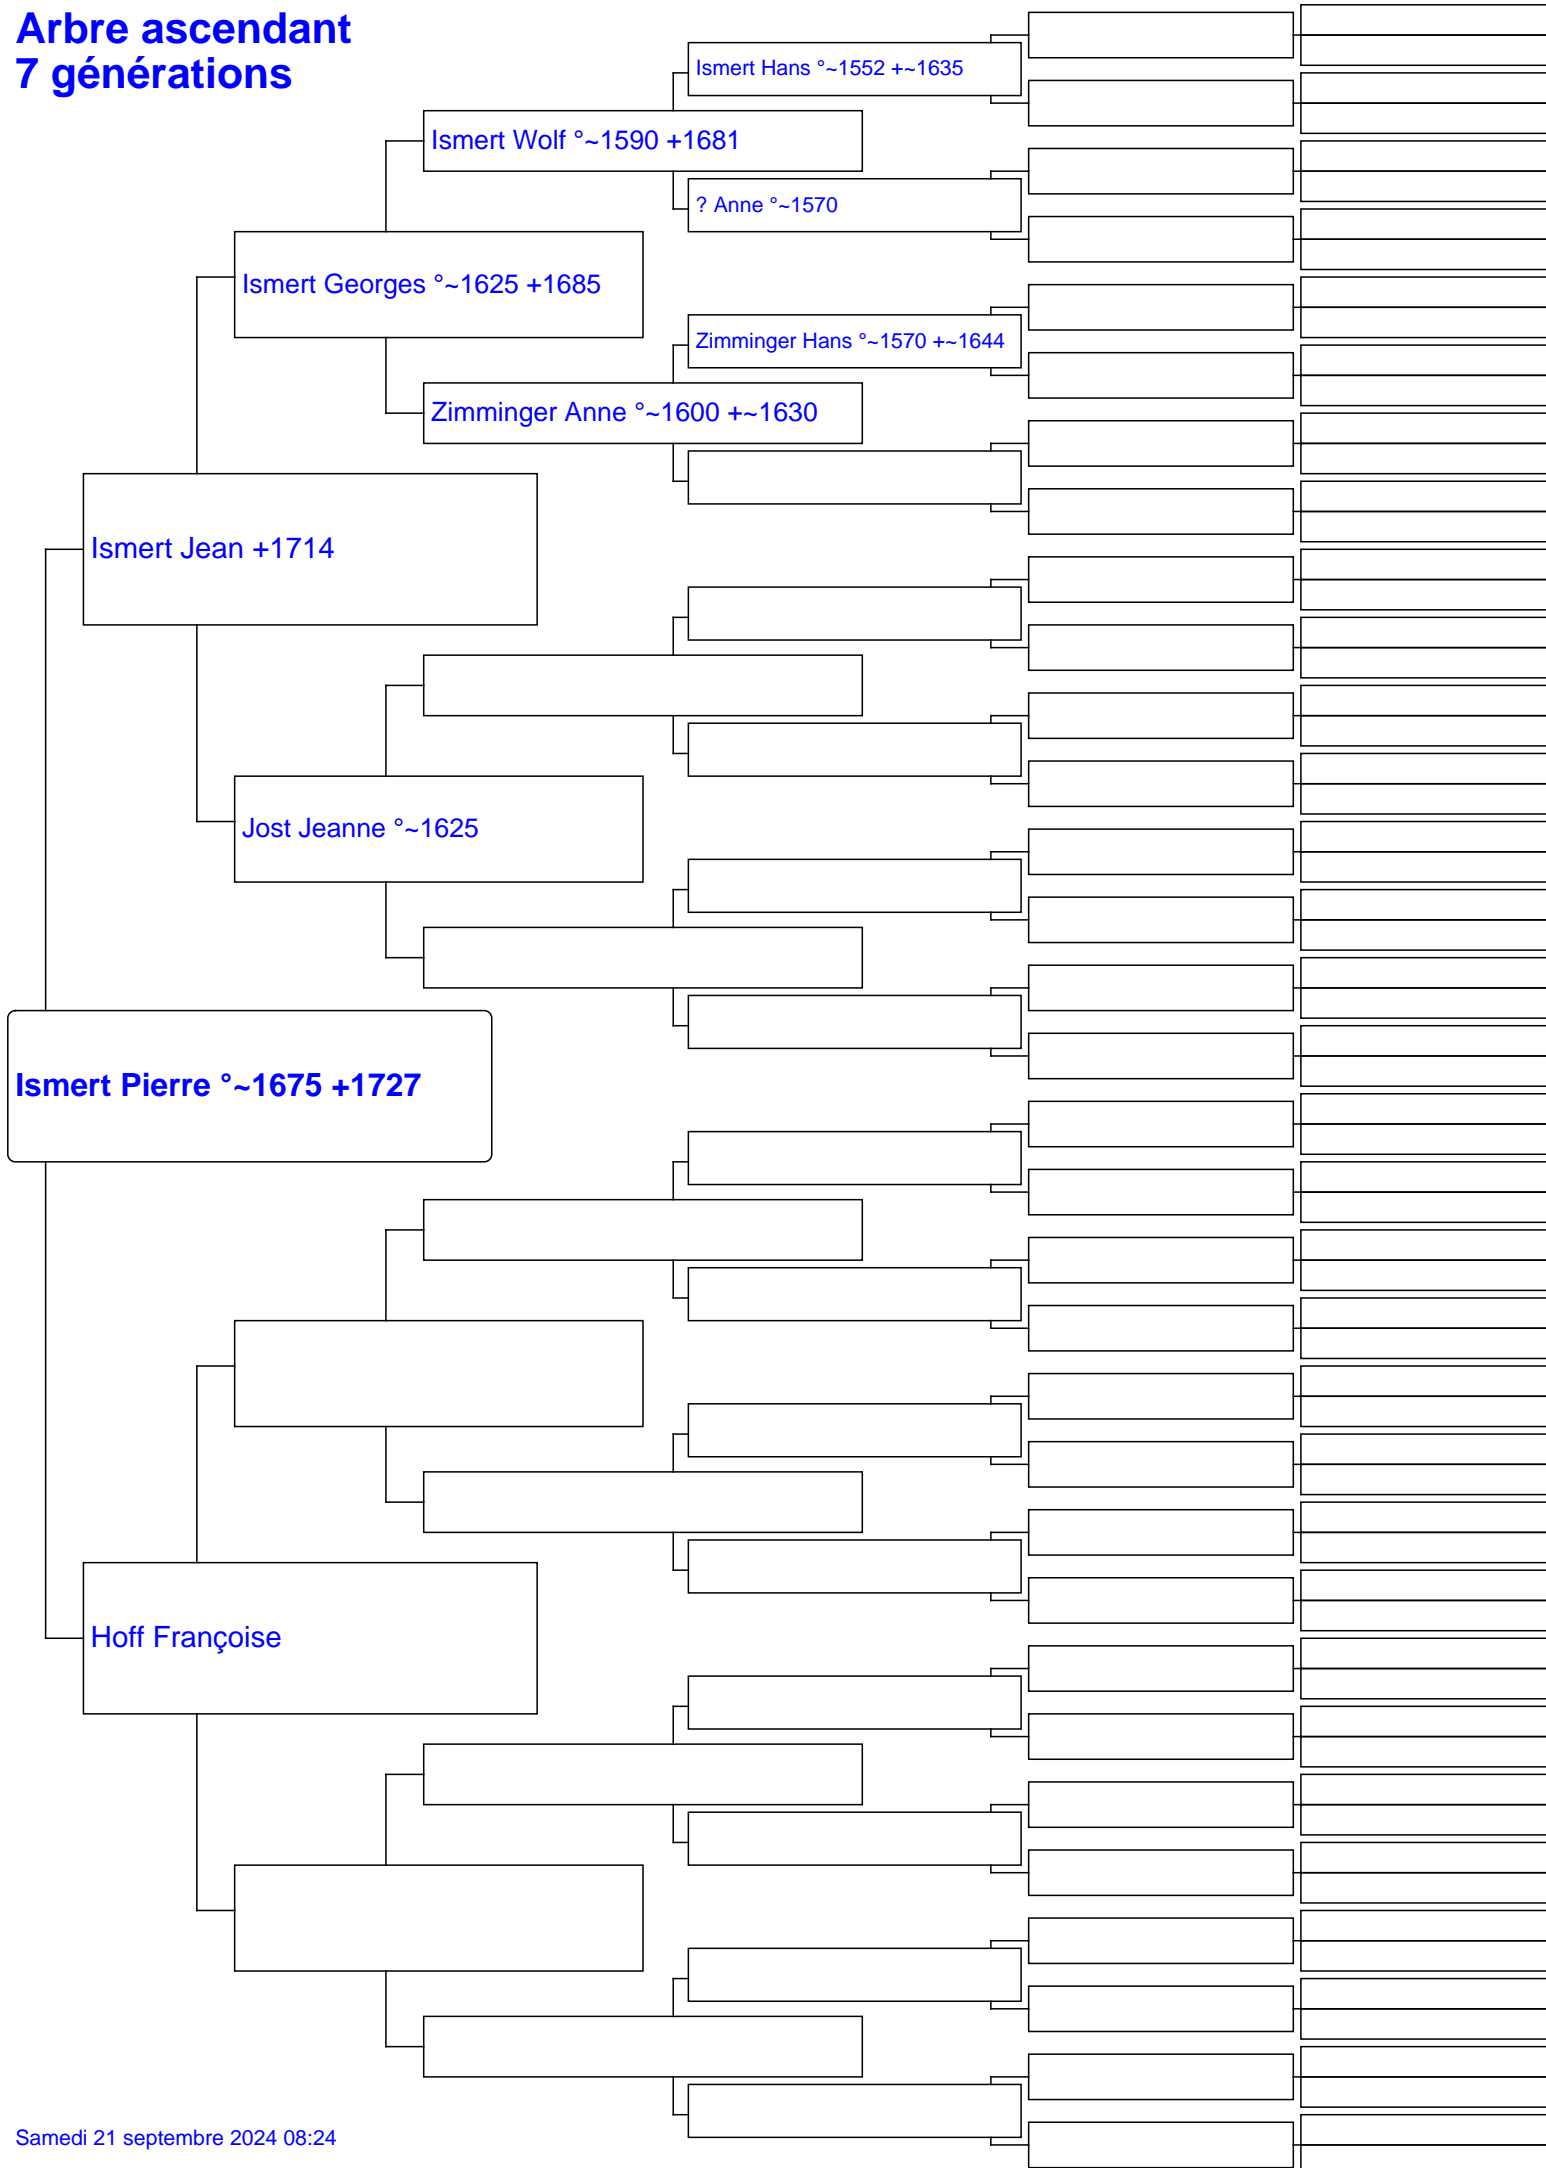 Arbre ascendant
7 générations
Ismert Hans °~1552 +~1635
Ismert Wolf °~1590 +1681
? Anne °~1570
Ismert Georges °~1625 +1685
Zimminger Hans °~1570 +~1644
Zimminger Anne °~1600 +~1630
Ismert Jean +1714
Jost Jeanne °~1625
Ismert Pierre °~1675 +1727
Hoff Françoise
Samedi 21 septembre 2024 08:24